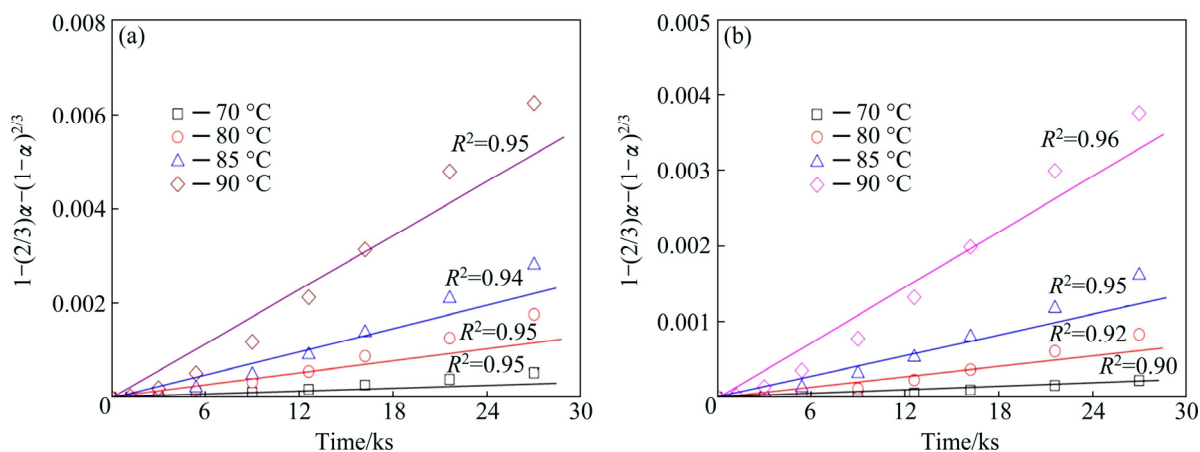 (a)
0.008
0.006
0.004
0.002
0
6
12
18
24
30
Time/ks
1−(2/3)α−(1−α)^2/3
□ — 70 °C
○ — 80 °C
△ — 85 °C
◇ — 90 °C
R²=0.95
R²=0.94
R²=0.95
R²=0.95
(b)
0.005
0.004
0.003
0.002
0.001
0
6
12
18
24
30
Time/ks
1−(2/3)α−(1−α)^2/3
□ — 70 °C
○ — 80 °C
△ — 85 °C
◇ — 90 °C
R²=0.96
R²=0.95
R²=0.92
R²=0.90